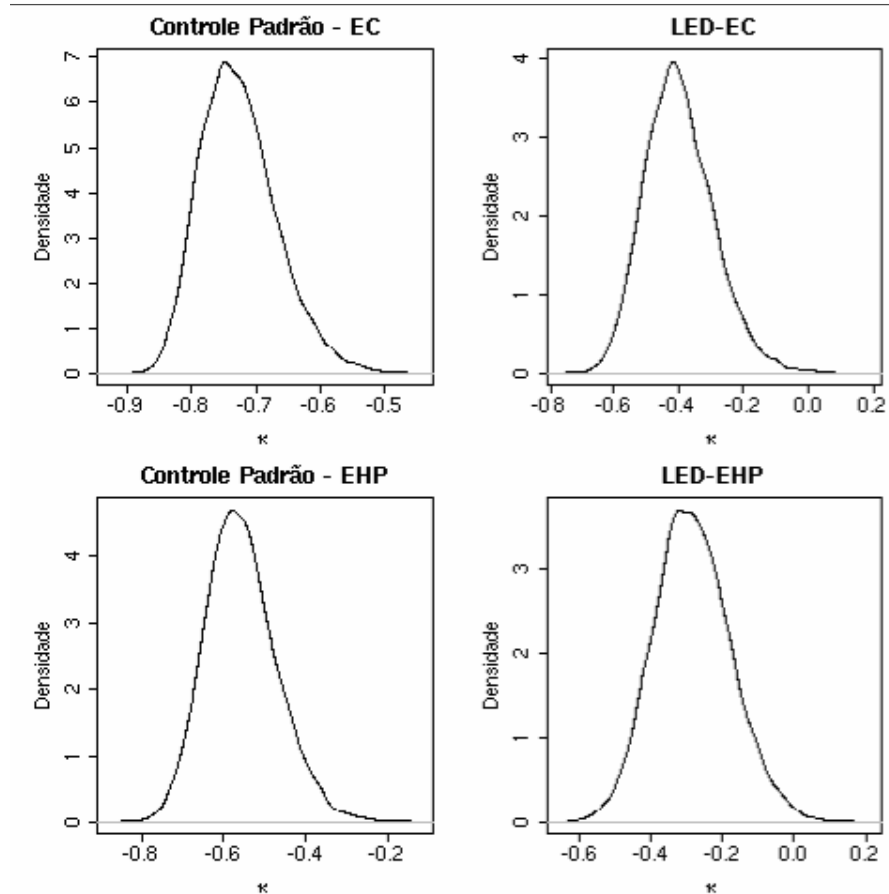 Controle Padrão - EC
Densidade
0 1 2 3 4 5 6 7
-0.9 -0.8 -0.7 -0.6 -0.5
κ
LED-EC
Densidade
0 1 2 3 4
-0.8 -0.6 -0.4 -0.2 0.0 0.2
κ
Controle Padrão - EHP
Densidade
0 1 2 3 4
-0.8 -0.6 -0.4 -0.2
κ
LED-EHP
Densidade
0 1 2 3
-0.6 -0.4 -0.2 0.0 0.2
κ